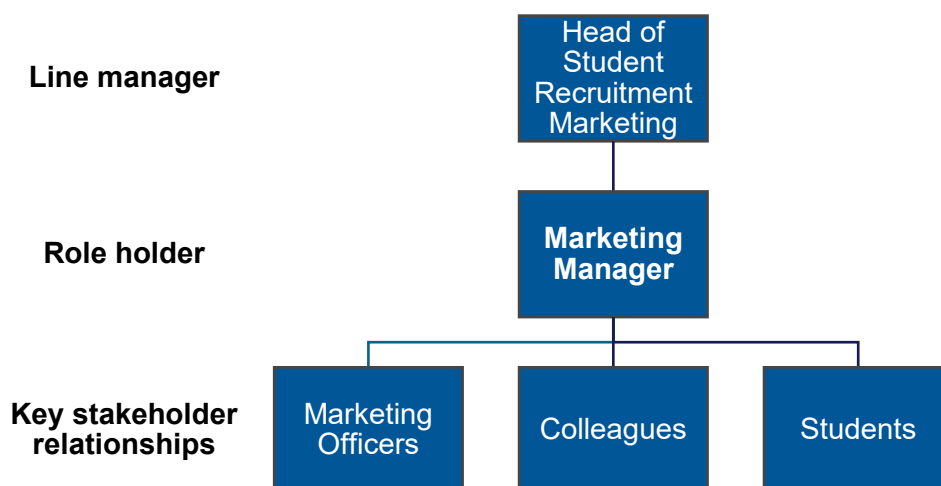 Line manager
Head of
Student
Recruitment
Marketing
Role holder
Marketing
Manager
Key stakeholder
relationships
Marketing
Officers
Colleagues
Students